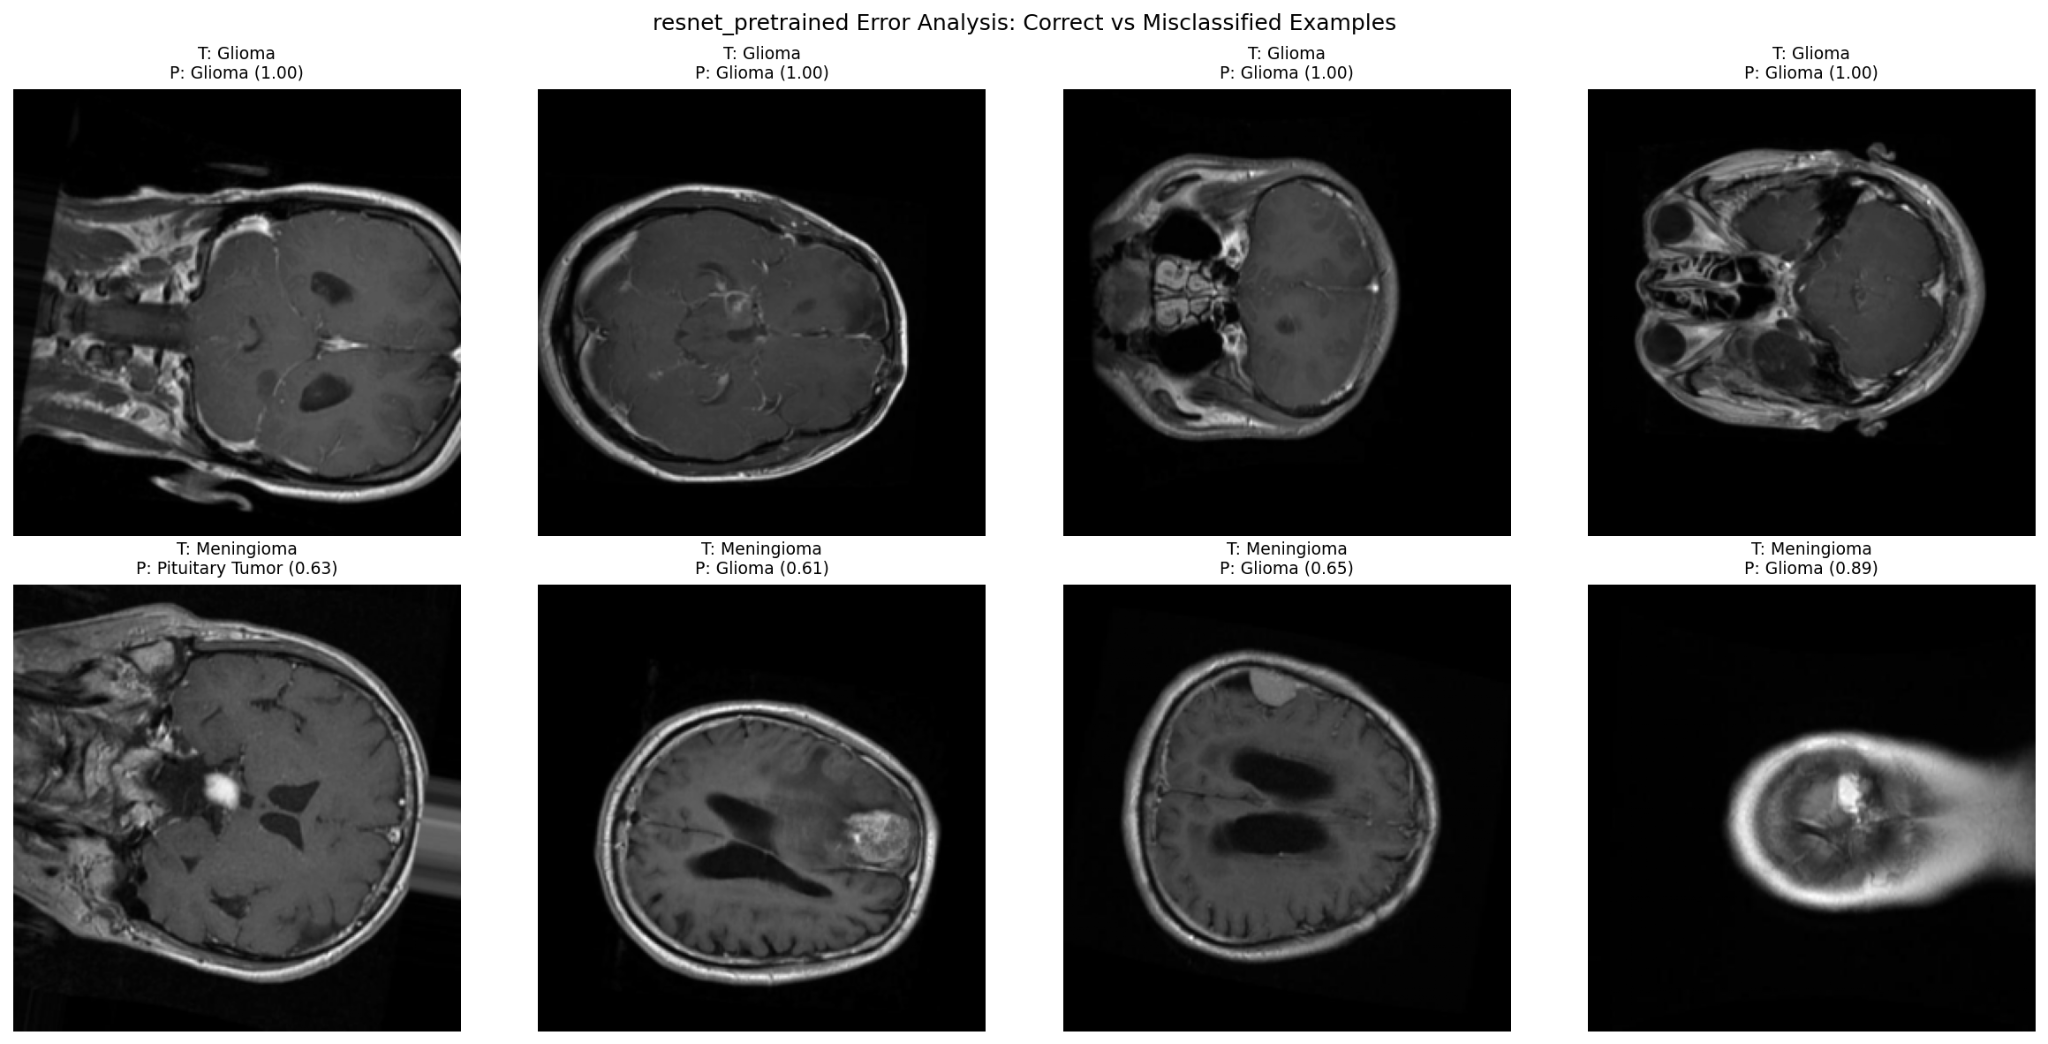 resnet_pretrained Error Analysis: Correct vs Misclassified Examples
T: Glioma
P: Glioma (1.00)
T: Glioma
P: Glioma (1.00)
T: Glioma
P: Glioma (1.00)
T: Glioma
P: Glioma (1.00)
T: Meningioma
P: Pituitary Tumor (0.63)
T: Meningioma
P: Glioma (0.61)
T: Meningioma
P: Glioma (0.65)
T: Meningioma
P: Glioma (0.89)